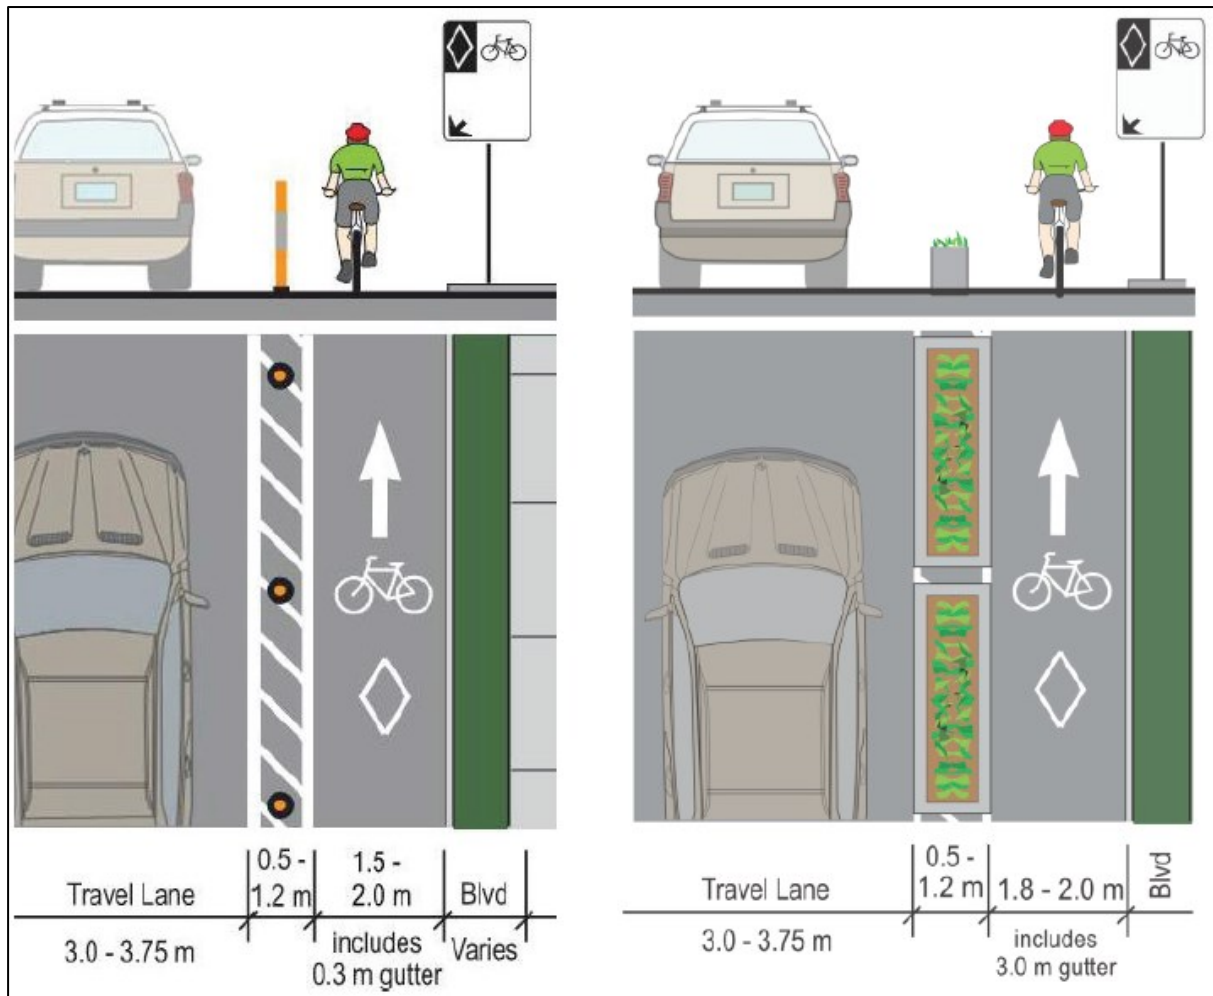 0.5 -
1.2 m
1.5 -
2.0 m
Travel Lane
Blvd
3.0 - 3.75 m
includes
0.3 m gutter
Varies
0.5 -
1.2 m
1.8 - 2.0 m
Travel Lane
Blvd
3.0 - 3.75 m
includes
3.0 m gutter